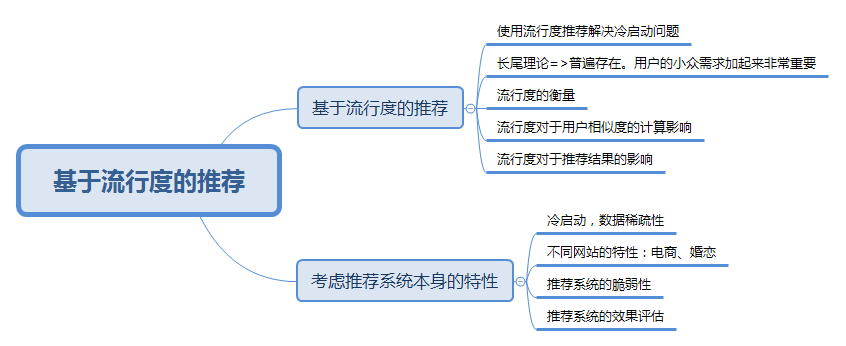 基于流行度的推荐
基于流行度的推荐
使用流行度推荐解决冷启动问题
长尾理论=>普遍存在。用户的小众需求加起来非常重要
流行度的衡量
流行度对于用户相似度的计算影响
流行度对于推荐结果的影响
考虑推荐系统本身的特性
冷启动，数据稀疏性
不同网站的特性：电商、婚恋
推荐系统的脆弱性
推荐系统的效果评估